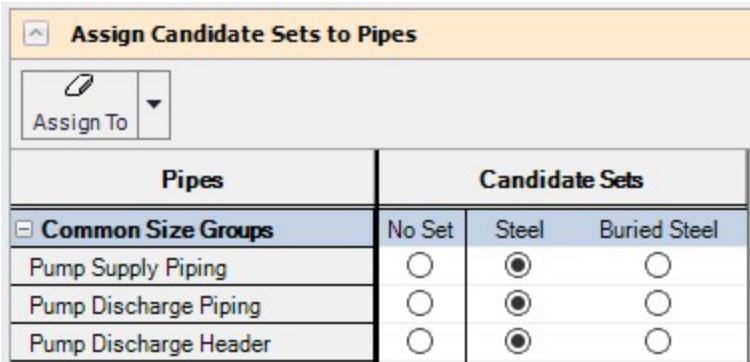 Assign Candidate Sets to Pipes
Assign To
Pipes Candidate Sets
Common Size Groups No Set Steel Buried Steel
Pump Supply Piping
Pump Discharge Piping
Pump Discharge Header